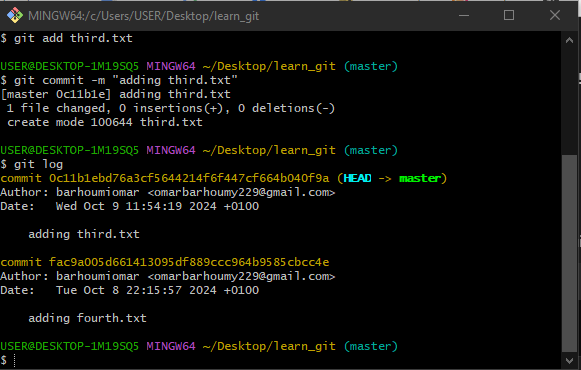 MINGW64:/c/Users/USER/Desktop/learn_git
$ git add third.txt
USER@DESKTOP-1M19SQ5 MINGW64 ~/Desktop/learn_git (master)
$ git commit -m "adding third.txt"
[master 0c11b1e] adding third.txt
 1 file changed, 0 insertions(+), 0 deletions(-)
 create mode 100644 third.txt
USER@DESKTOP-1M19SQ5 MINGW64 ~/Desktop/learn_git (master)
$ git log
commit 0c11b1ebd76a3cf5644214f6f447cf664b040f9a (HEAD -> master)
Author: barhoumiomar <omarbarhoumy229@gmail.com>
Date:   Wed Oct 9 11:54:19 2024 +0100
    adding third.txt
commit fac9a005d661413095df889ccc964b9585cbcc4e
Author: barhoumiomar <omarbarhoumy229@gmail.com>
Date:   Tue Oct 8 22:15:57 2024 +0100
    adding fourth.txt
USER@DESKTOP-1M19SQ5 MINGW64 ~/Desktop/learn_git (master)
$